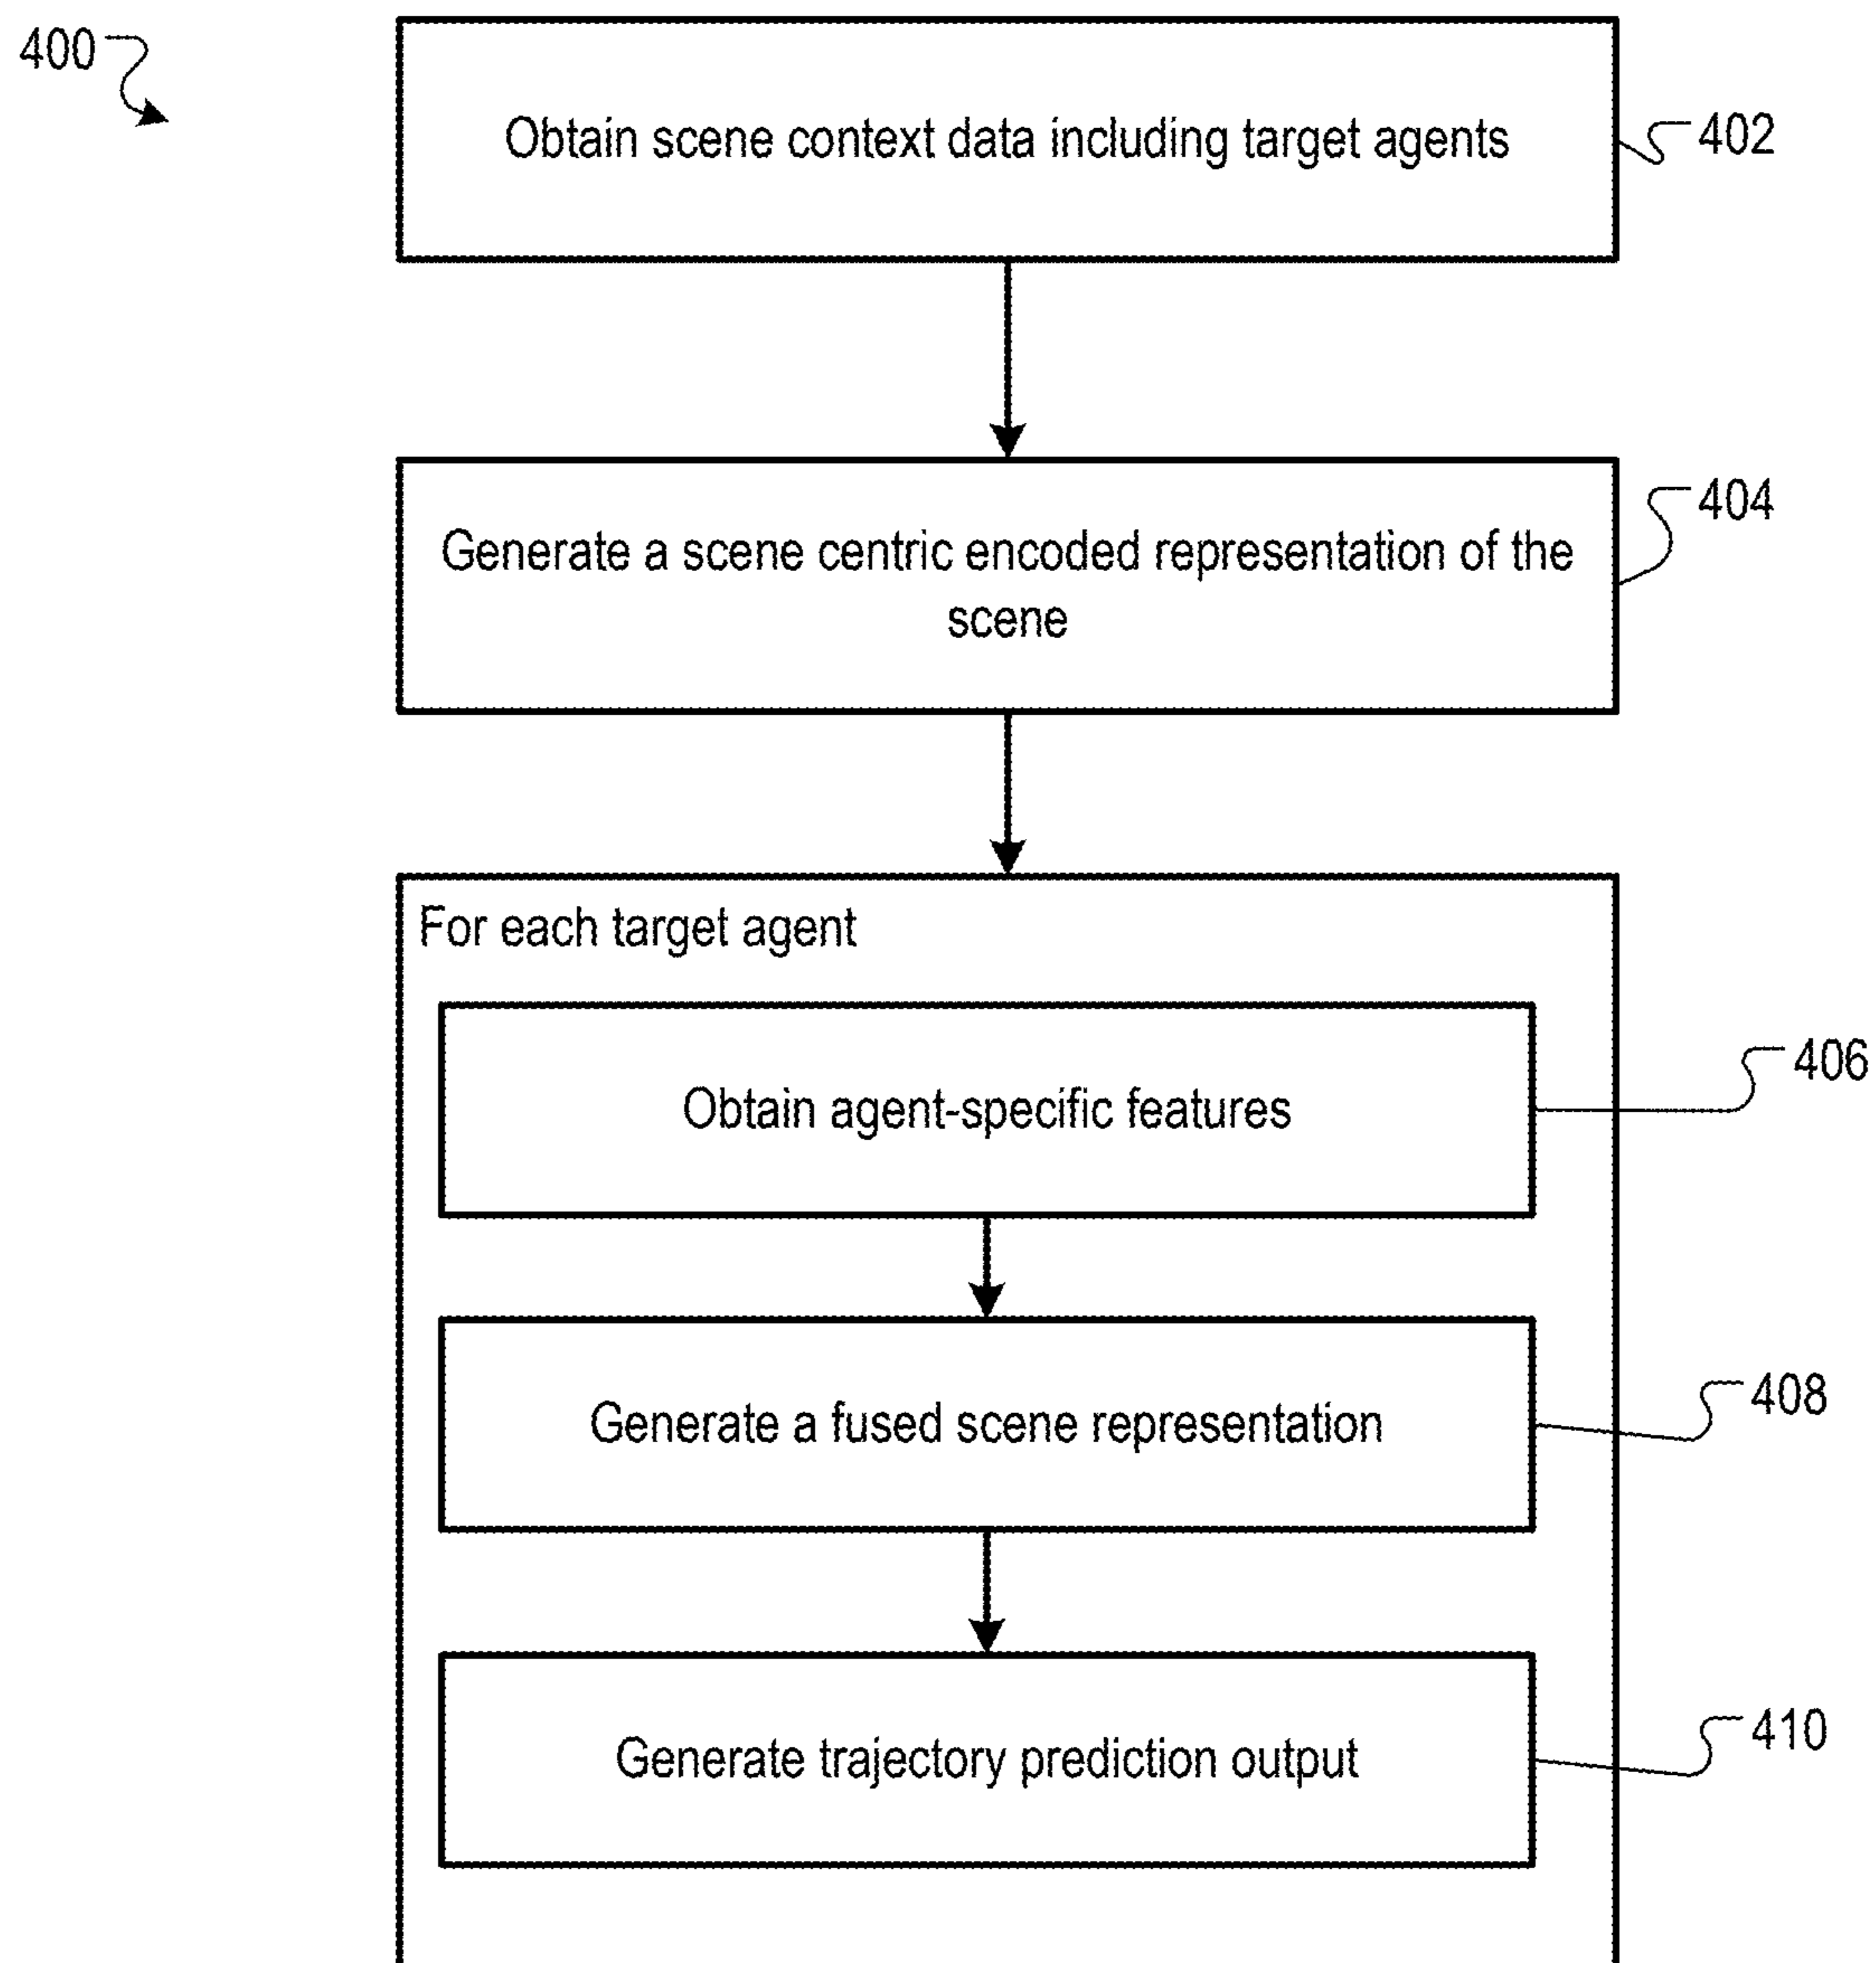 400
Obtain scene context data including target agents
402
Generate a scene centric encoded representation of the
scene
404
For each target agent
Obtain agent-specific features
406
Generate a fused scene representation
408
Generate trajectory prediction output
410